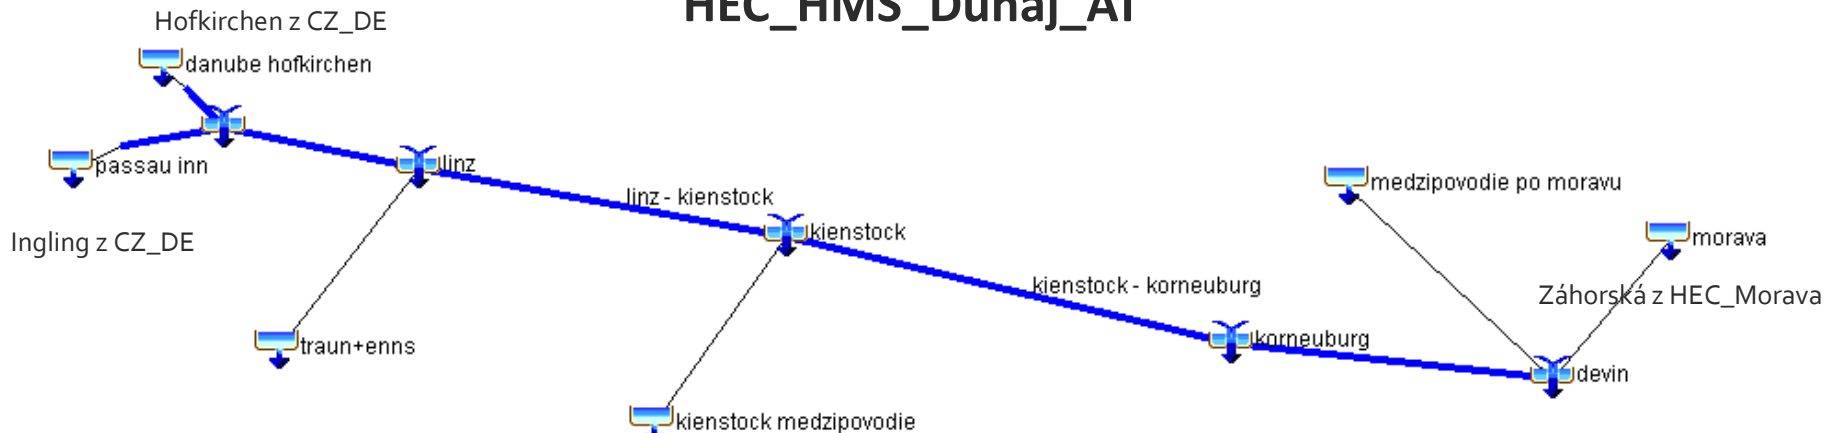 HEC_HMS_Dunaj_AT
Hofkirchen z CZ_DE
danube hofkirchen
passau inn
linz
linz - kienstock
medzipovodie po moravu
kienstock
morava
Ingling z CZ_DE
kienstock - korneuburg
Záhorská z HEC_Morava
korneuburg
traun+enns
devin
kienstock medzipovodie